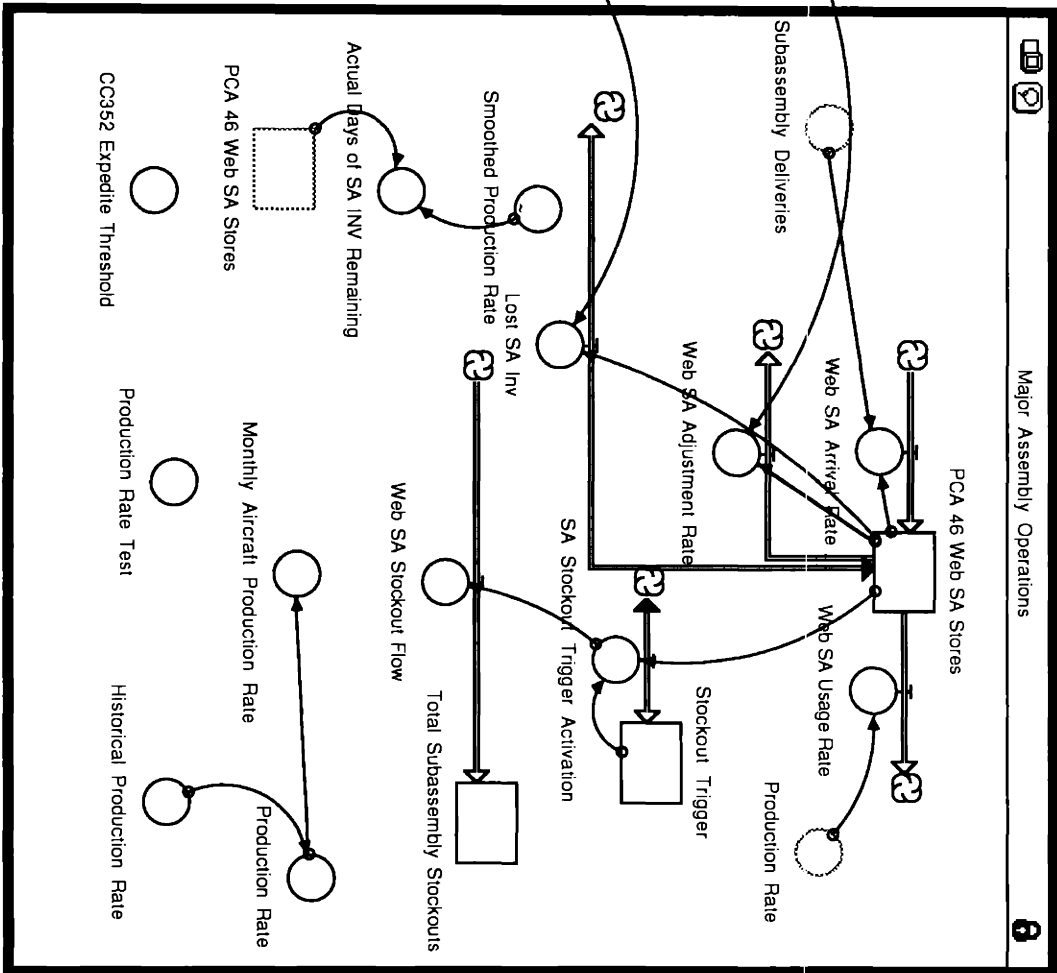 Major Assembly Operations
PCA 46 Web SA Stores
Subassembly Deliveries
Web SA Arrival Rate
Web SA Usage Rate
Production Rate
Web SA Adjustment Rate
Stockout Trigger
SA Stockout Trigger Activation
Lost SA Inv
Smoothed Production Rate
Total Subassembly Stockouts
Web SA Stockout Flow
Actual Days of SA INV Remaining
PCA 46 Web SA Stores
Monthly Aircraft Production Rate
Production Rate
CC352 Expedite Threshold
Production Rate Test
Historical Production Rate